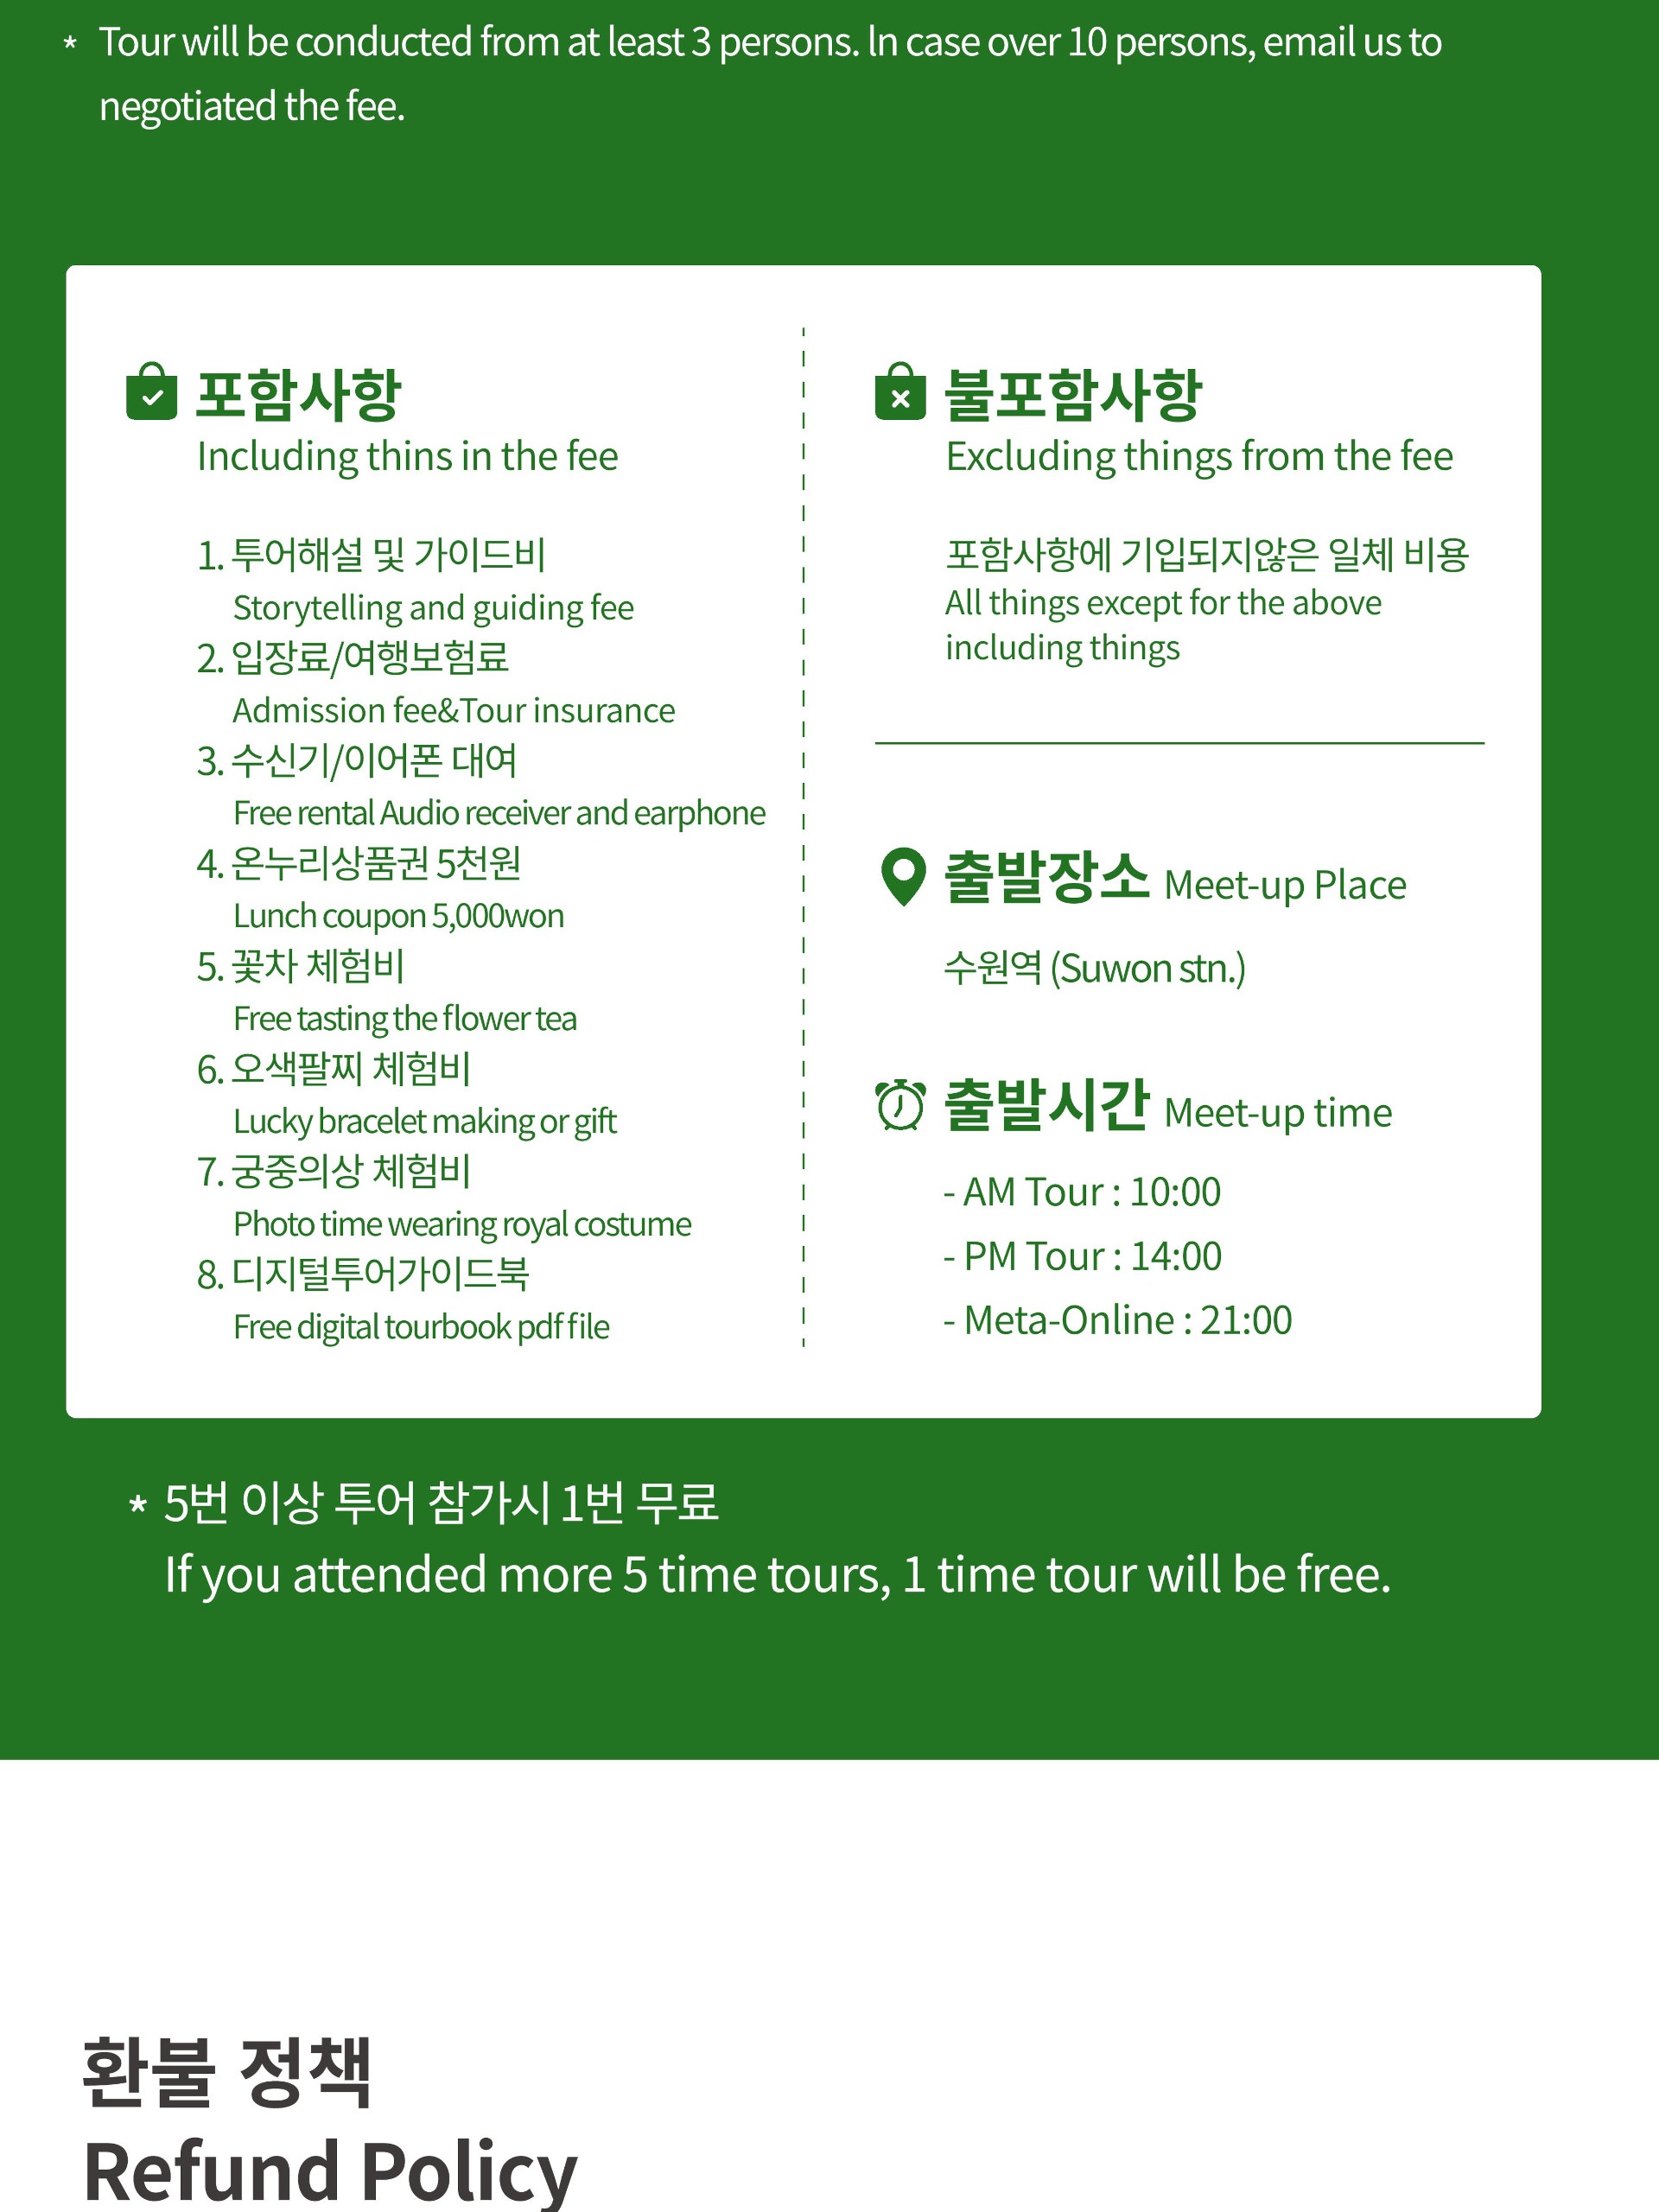 * Tour will be conducted from at least 3 persons. ln case over 10 persons, email us to
negotiated the fee.
포함사항
Including thins in the fee
1. 투어해설 및 가이드비
Storytelling and guiding fee
2. 입장료/여행보험료
Admission fee&Tour insurance
3. 수신기/이어폰 대여
Free rental Audio receiver and earphone
4. 온누리상품권 5천원
Lunch coupon 5,000won
5. 꽃차 체험비
Free tasting the flower tea
6. 오색팔찌 체험비
Lucky bracelet making or gift
7. 궁중의상 체험비
Photo time wearing royal costume
8. 디지털투어가이드북
Free digital tourbook pdf file
불포함사항
Excluding things from the fee
포함사항에 기입되지않은 일체 비용
All things except for the above
including things
출발장소 Meet-up Place
수원역 (Suwon stn.)
출발시간 Meet-up time
- AM Tour : 10:00
- PM Tour : 14:00
- Meta-Online : 21:00
* 5번 이상 투어 참가시 1번 무료
If you attended more 5 time tours, 1 time tour will be free.
환불 정책
Refund Policy